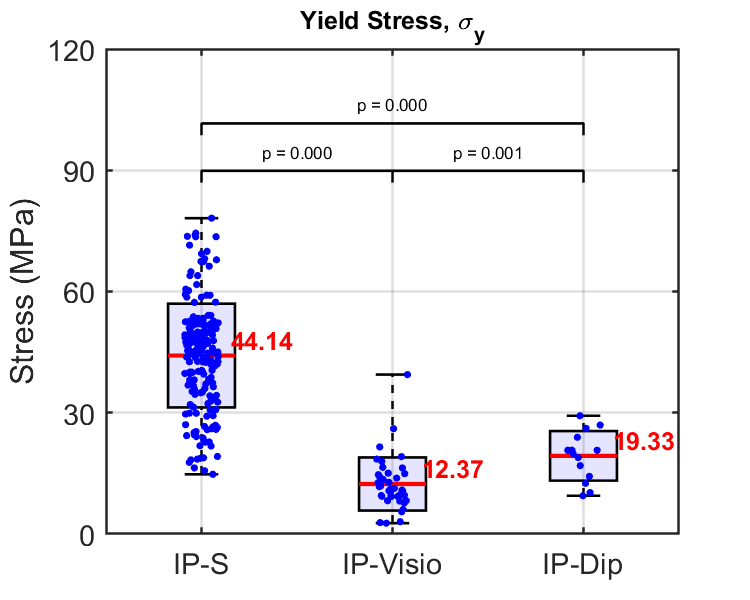 Yield Stress, σy
120
90
60
30
0
Stress (MPa)
p = 0.000
p = 0.000
p = 0.001
44.14
12.37
19.33
IP-S
IP-Visio
IP-Dip